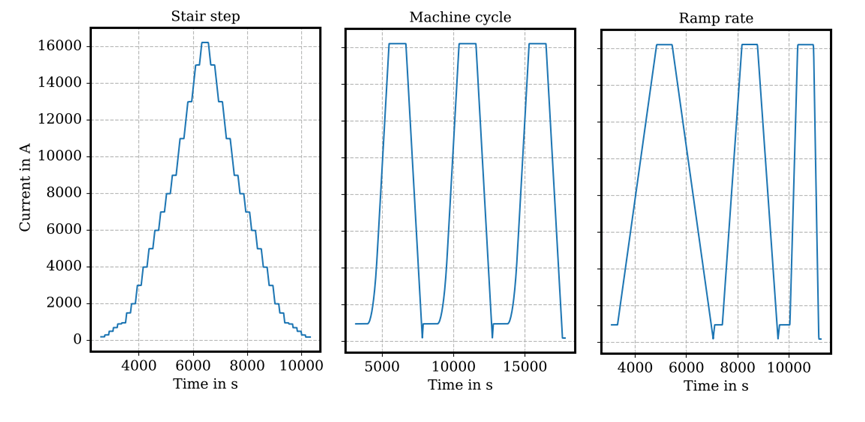 Stair step
Machine cycle
Ramp rate
16000
14000
12000
10000
8000
6000
4000
2000
0
Current in A
4000 6000 8000 10000
5000 10000 15000
4000 6000 8000 10000
Time in s
Time in s
Time in s